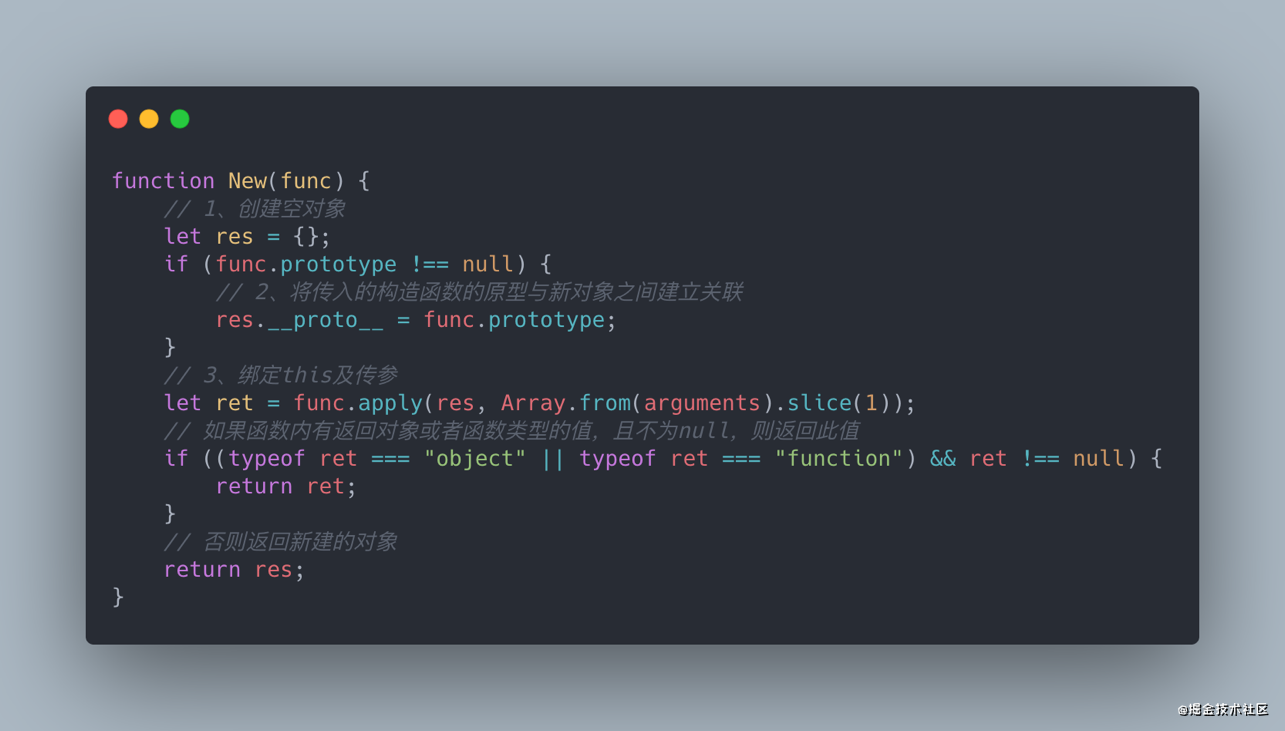 function New(func) {
    // 1、创建空对象
    let res = {};
    if (func.prototype !== null) {
        // 2、将传入的构造函数的原型与新对象之间建立关联
        res.__proto__ = func.prototype;
    }
    // 3、绑定this及传参
    let ret = func.apply(res, Array.from(arguments).slice(1));
    // 如果函数内有返回对象或者函数类型的值，且不为null，则返回此值
    if ((typeof ret === "object" || typeof ret === "function") && ret !== null) {
        return ret;
    }
    // 否则返回新建的对象
    return res;
}
@掘金技术社区